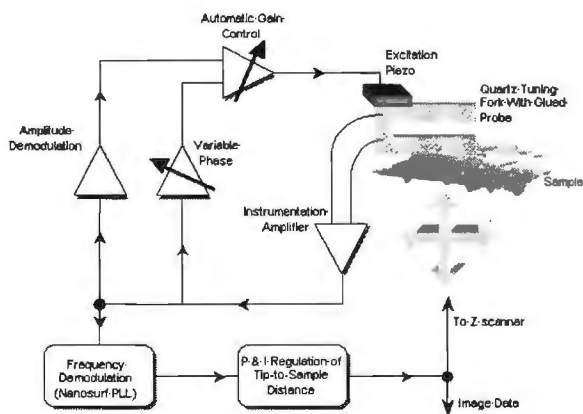 Automatic Gain
Control
Excitation
Piezo
Quartz Tuning
Fork With Glued
Probe
Amplitude
Demodulation
Variable
Phase
Sample
Instrumentation
Amplifier
To Z-scanner
Frequency
Demodulation
(Nanosurf PLL)
P & I Regulation of
Tip-to-Sample
Distance
Image Data